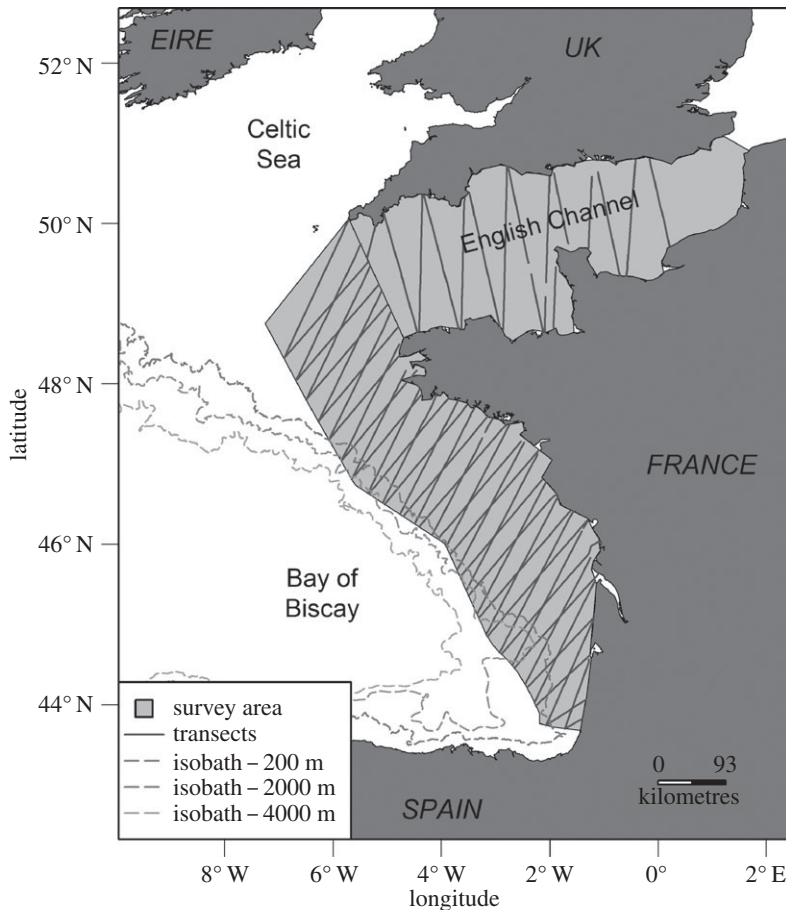 52° N
50° N
48° N
46° N
44° N
latitude
EIRE
UK
Celtic
Sea
English Channel
FRANCE
Bay of
Biscay
SPAIN
survey area
transects
isobath – 200 m
isobath – 2000 m
isobath – 4000 m
0 93
kilometres
8° W 6° W 4° W 2° W 0° 2° E
longitude